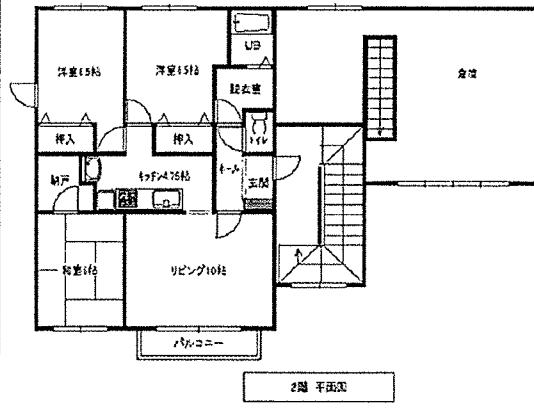 UB
洋室6.5帖
洋室4.5帖
倉庫
脱衣室
押入
押入
トイレ
納戸
キッチン4.75帖
ホール
玄関
和室6帖
リビング10帖
バルコニー
2階 平面図